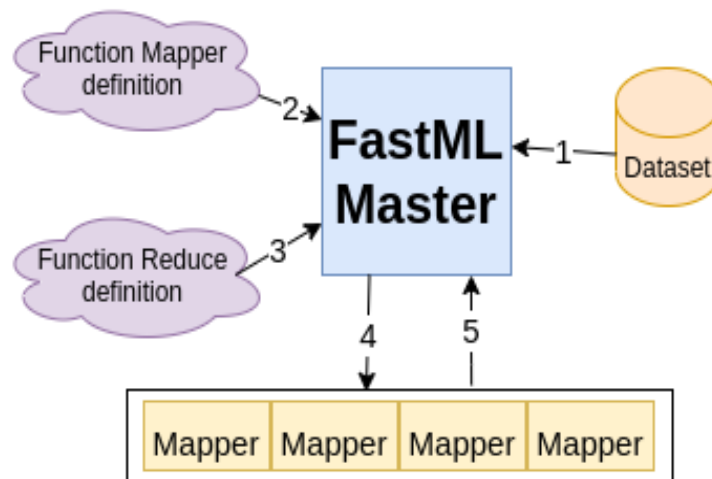 Function Mapper
definition
2
FastML
Master
1
Dataset
Function Reduce
definition
3
4
5
Mapper
Mapper
Mapper
Mapper